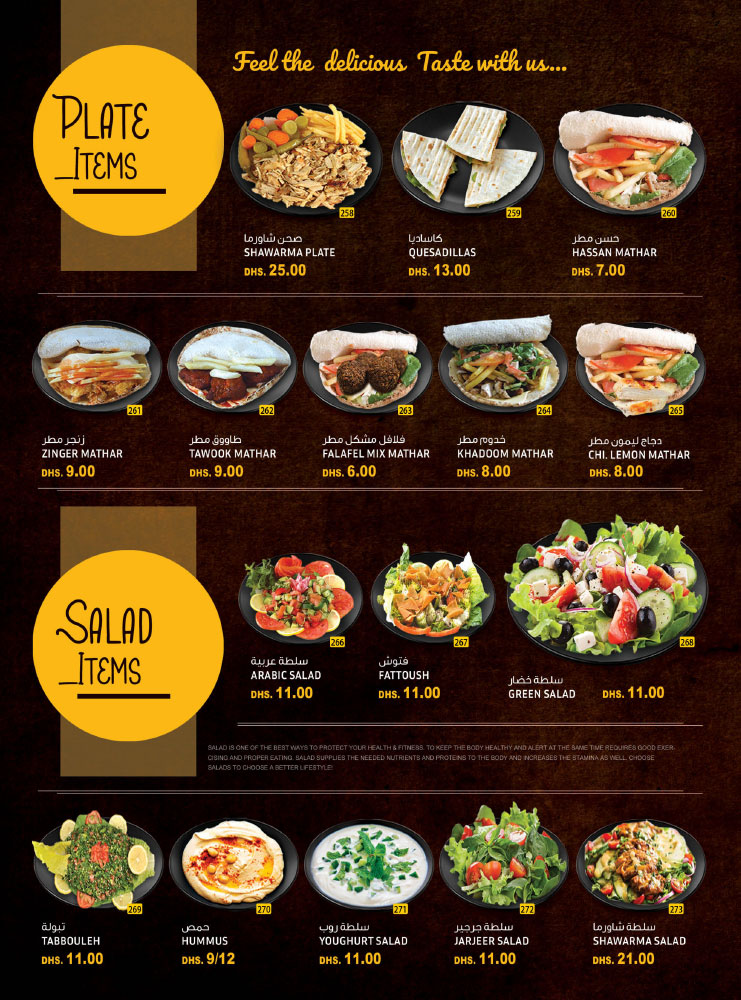 Feel the delicious Taste with us...
PLATE
_ITEMS
258
259
260
صحن شاورما
SHAWARMA PLATE
DHS. 25.00
كاساديا
QUESADILLAS
DHS. 13.00
حسن مطر
HASSAN MATHAR
DHS. 7.00
261
262
263
264
265
زنجر مطر
ZINGER MATHAR
DHS. 9.00
طاووق مطر
TAWOOK MATHAR
DHS. 9.00
فلافل مشكل مطر
FALAFEL MIX MATHAR
DHS. 6.00
خدوم مطر
KHADOOM MATHAR
DHS. 8.00
دجاج ليمون مطر
CHI. LEMON MATHAR
DHS. 8.00
SALAD
_ITEMS
266
267
268
سلطة عربية
ARABIC SALAD
DHS. 11.00
فتوش
FATTOUSH
DHS. 11.00
سلطة خضار
GREEN SALAD DHS. 11.00
SALAD IS ONE OF THE BEST WAYS TO PROTECT YOUR HEALTH & FITNESS. TO KEEP THE BODY HEALTHY AND ALERT AT THE SAME TIME REQUIRES GOOD EXER-
CISING AND PROPER EATING. SALAD SUPPLIES THE NEEDED NUTRIENTS AND PROTEINS TO THE BODY AND INCREASES THE STAMINA AS WELL. CHOOSE
SALADS TO CHOOSE A BETTER LIFESTYLE!
269
270
271
272
273
تبولة
TABBOULEH
DHS. 11.00
حمص
HUMMUS
DHS. 9/12
سلطة روب
YOUGHURT SALAD
DHS. 11.00
سلطة جرجير
JARJEER SALAD
DHS. 11.00
سلطة شاورما
SHAWARMA SALAD
DHS. 21.00